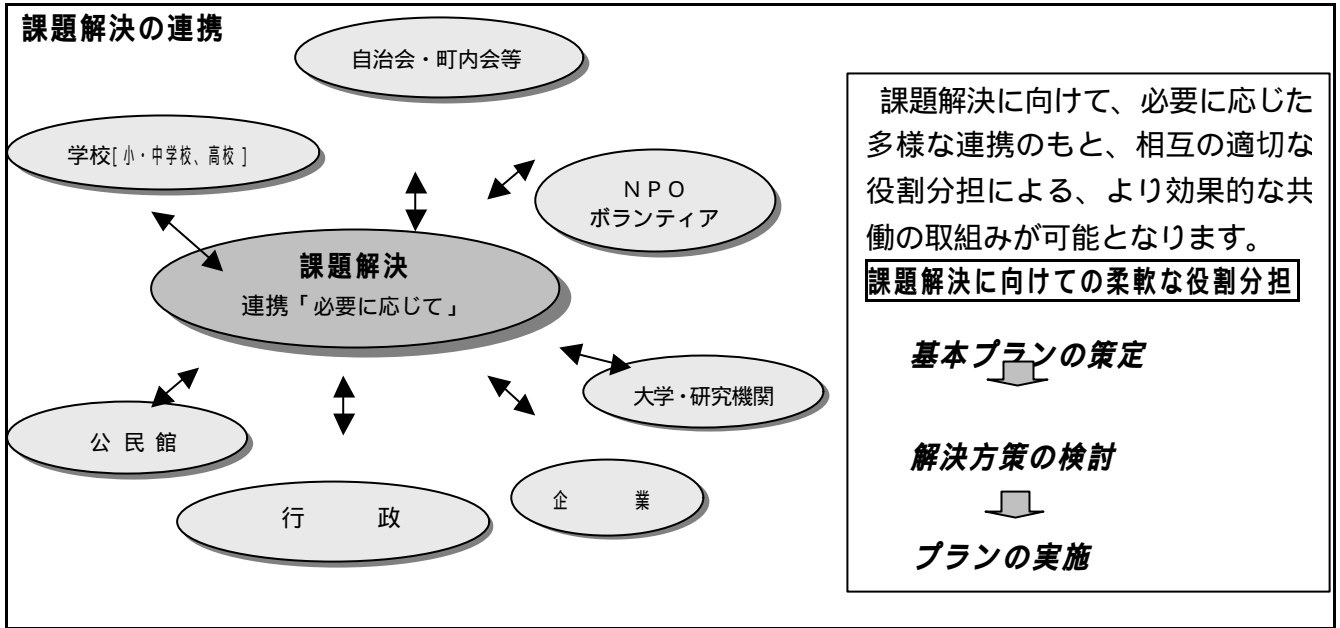 課題解決の連携
自治会・町内会等
学校[小・中学校、高校]
NPO
ボランティア
課題解決
連携「必要に応じて」
大学・研究機関
公民館
企業
行政
課題解決に向けて、必要に応じた
多様な連携のもと、相互の適切な
役割分担による、より効果的な共
働の取組みが可能となります。
課題解決に向けての柔軟な役割分担
基本プランの策定
解決方策の検討
プランの実施